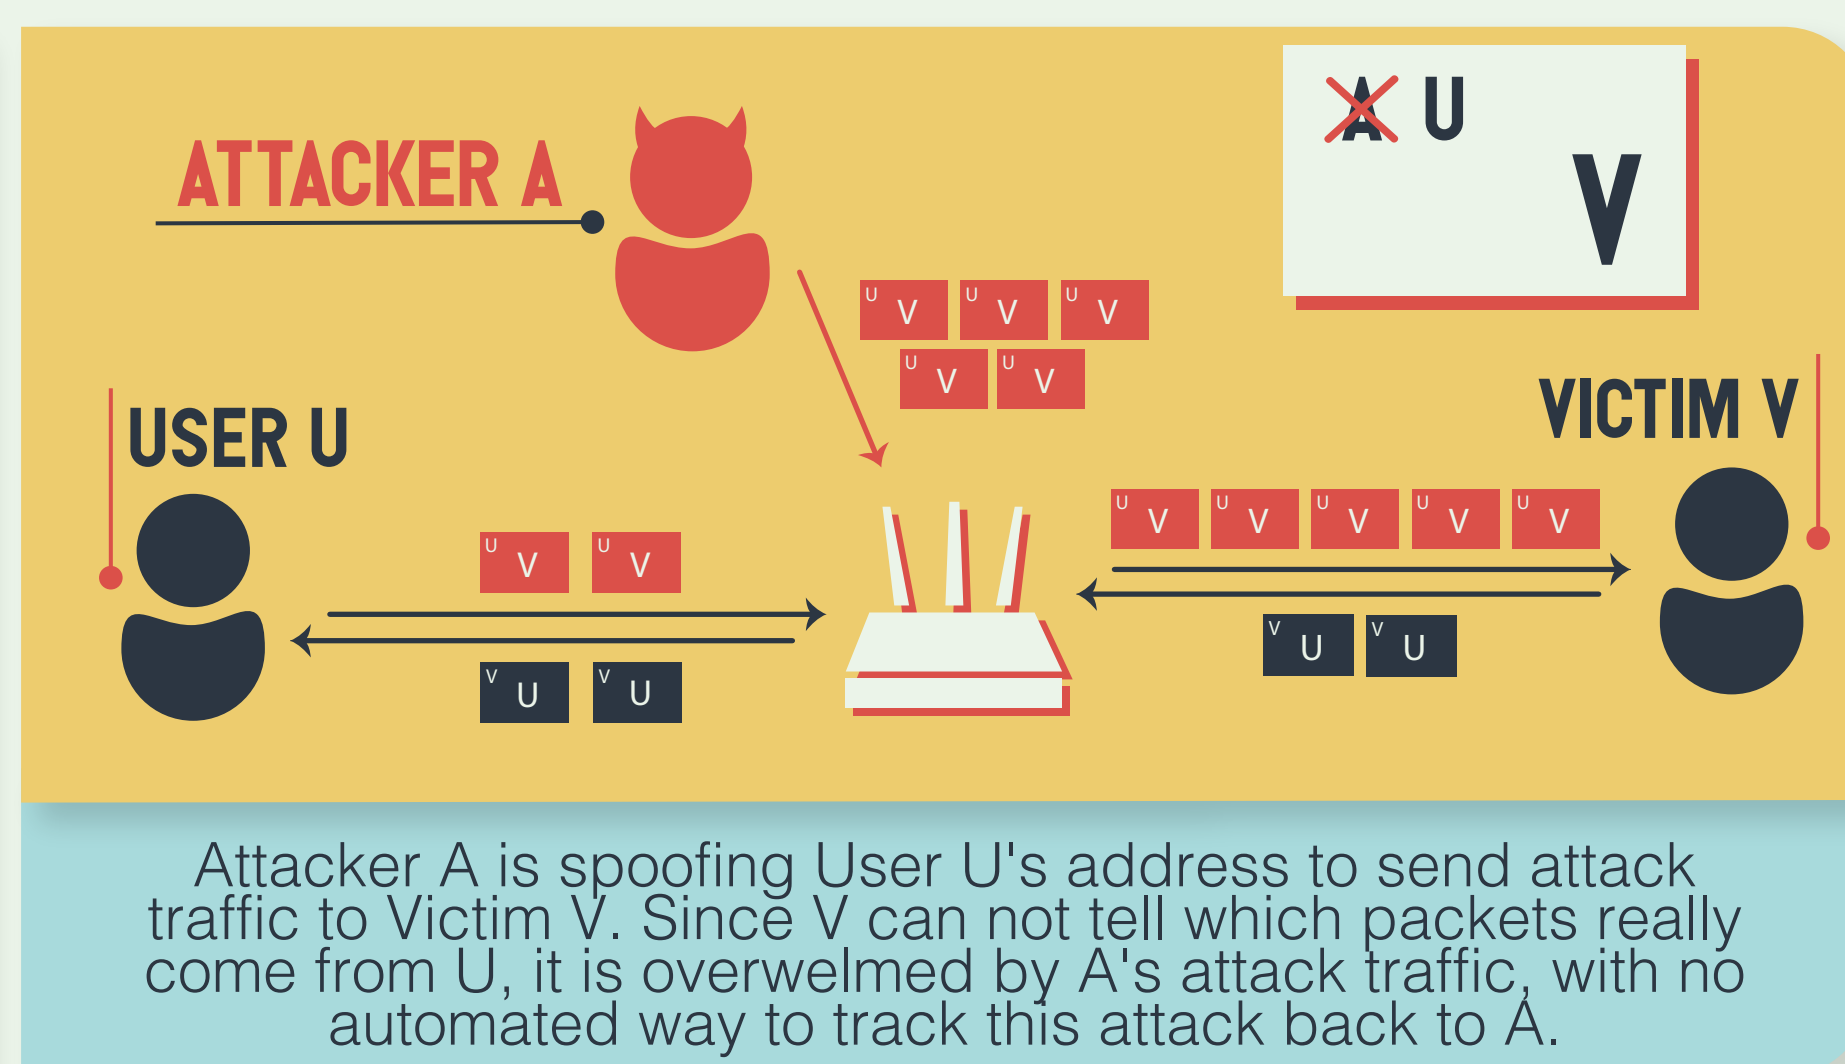 A U
V
ATTACKER A
U V U V U V
U V U V
USER U
VICTIM V
U V U V U V U V U V
U V U V
V U V U
V U V U
Attacker A is spoofing User U's address to send attack
traffic to Victim V. Since V can not tell which packets really
come from U, it is overwelmed by A's attack traffic, with no
automated way to track this attack back to A.